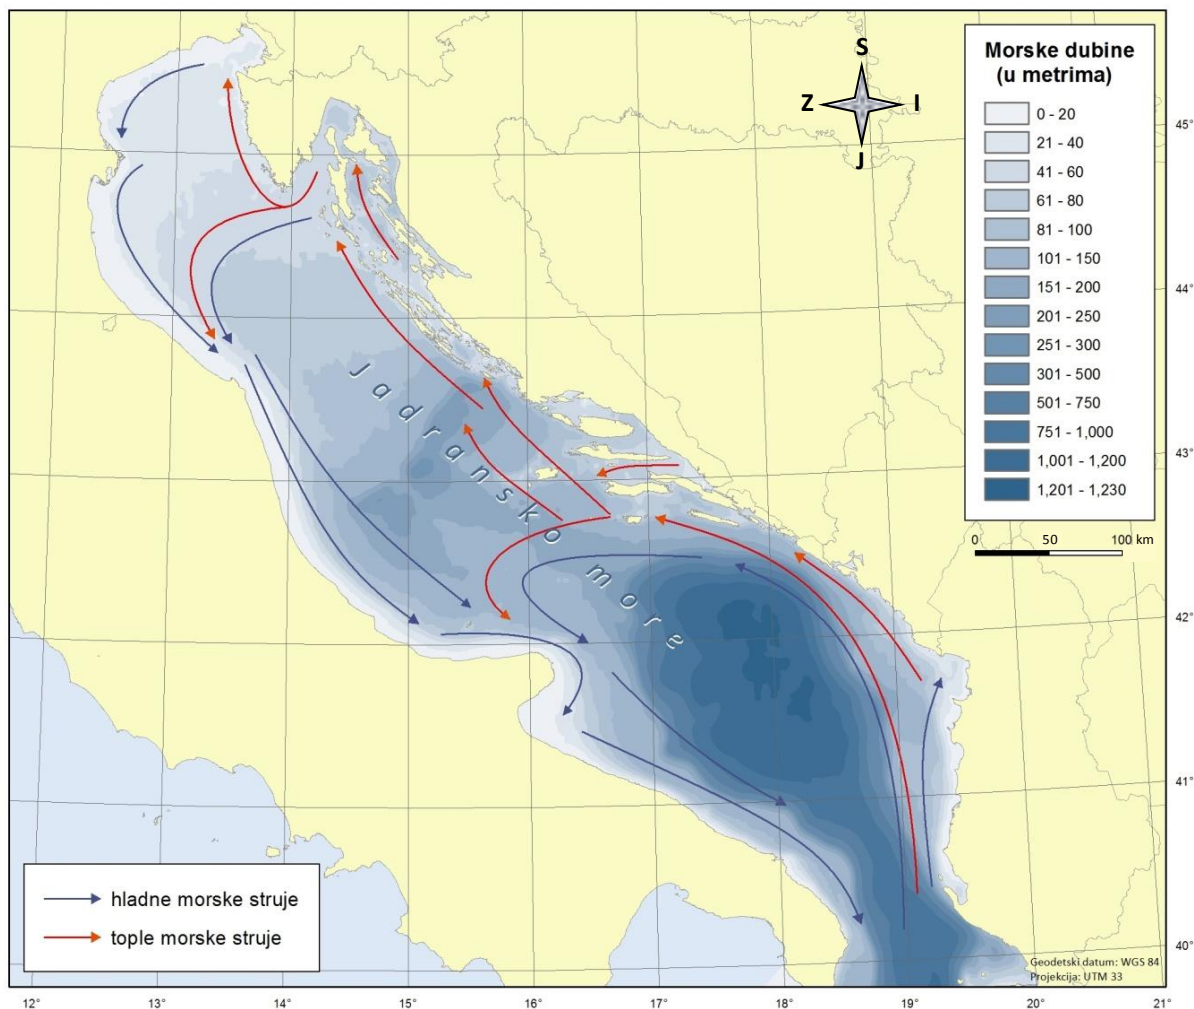 S
Z I
J
Morske dubine
(u metrima)
0 - 20
21 - 40
41 - 60
61 - 80
81 - 100
101 - 150
151 - 200
201 - 250
251 - 300
301 - 500
501 - 750
751 - 1,000
1,001 - 1,200
1,201 - 1,230
0 50 100 km
45°
44°
43°
42°
41°
40°
Jadransko more
hladne morske struje
tople morske struje
Geodetski datum: WGS 84
Projekcija: UTM 33
12° 13° 14° 15° 16° 17° 18° 19° 20° 21°